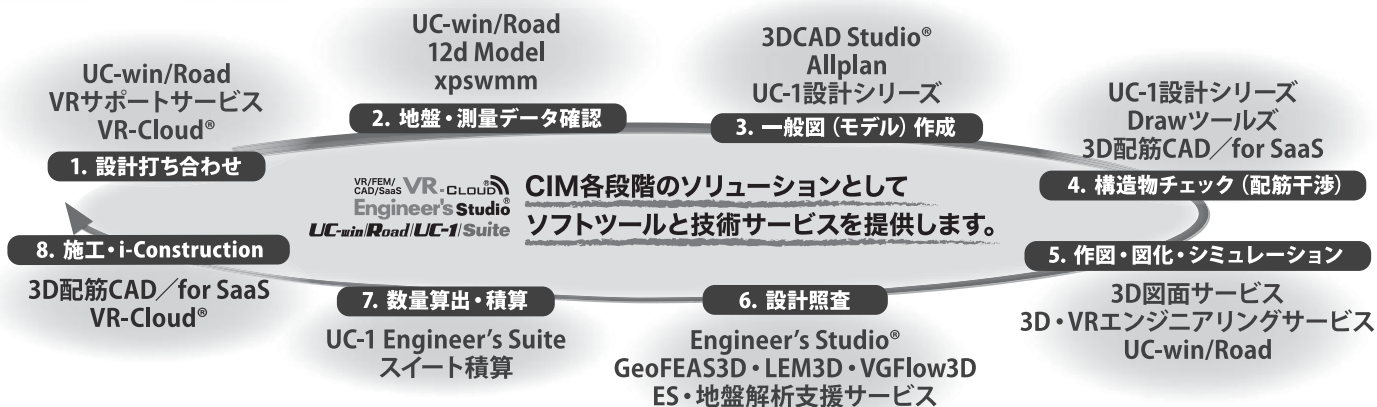 UC-win/Road
VRサポートサービス
VR-Cloud®
1. 設計打ち合わせ
UC-win/Road
12d Model
xpswmm
2. 地盤・測量データ確認
3DCAD Studio®
Allplan
UC-1設計シリーズ
3. 一般図（モデル）作成
UC-1設計シリーズ
Drawツールズ
3D配筋CAD／for SaaS
4. 構造物チェック（配筋干渉）
VR/FEM/
CAD/SaaS VR-CLOUD®
Engineer's Studio®
UC-win/Road/UC-1/Suite
CIM各段階のソリューションとして
ソフトツールと技術サービスを提供します。
5. 作図・図化・シミュレーション
3D図面サービス
3D・VRエンジニアリングサービス
UC-win/Road
6. 設計照査
Engineer's Studio®
GeoFEAS3D・LEM3D・VGFlow3D
ES・地盤解析支援サービス
7. 数量算出・積算
UC-1 Engineer's Suite
スイート積算
8. 施工・i-Construction
3D配筋CAD／for SaaS
VR-Cloud®